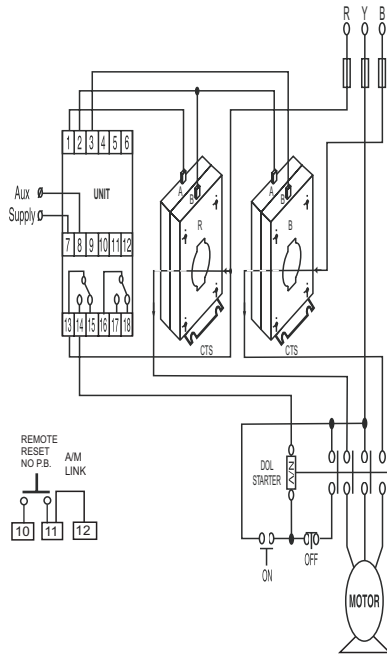 R Y B
1 2 3 4 5 6
UNIT
Aux
Supply
7 8 9 10 11 12
13 14 15 16 17 18
A
B
R
CTS
A
B
B
CTS
REMOTE
RESET
NO P.B.
A/M
LINK
10 11 12
DOL
STARTER
N/V
ON
OFF
MOTOR